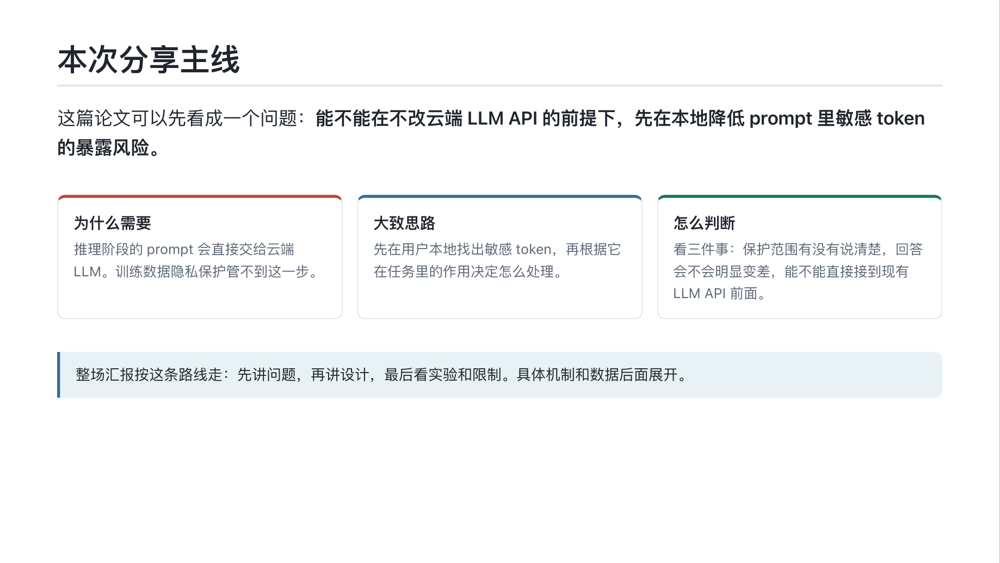 本次分享主线
这篇论文可以先看成一个问题：能不能在不改云端 LLM API 的前提下，先在本地降低 prompt 里敏感 token
的暴露风险。
为什么需要
推理阶段的 prompt 会直接交给云端
LLM。训练数据隐私保护管不到这一步。
大致思路
先在用户本地找出敏感 token，再根据它
在任务里的作用决定怎么处理。
怎么判断
看三件事：保护范围有没有说清楚，回答
会不会明显变差，能不能直接接到现有
LLM API 前面。
整场汇报按这条路线走：先讲问题，再讲设计，最后看实验和限制。具体机制和数据后面展开。